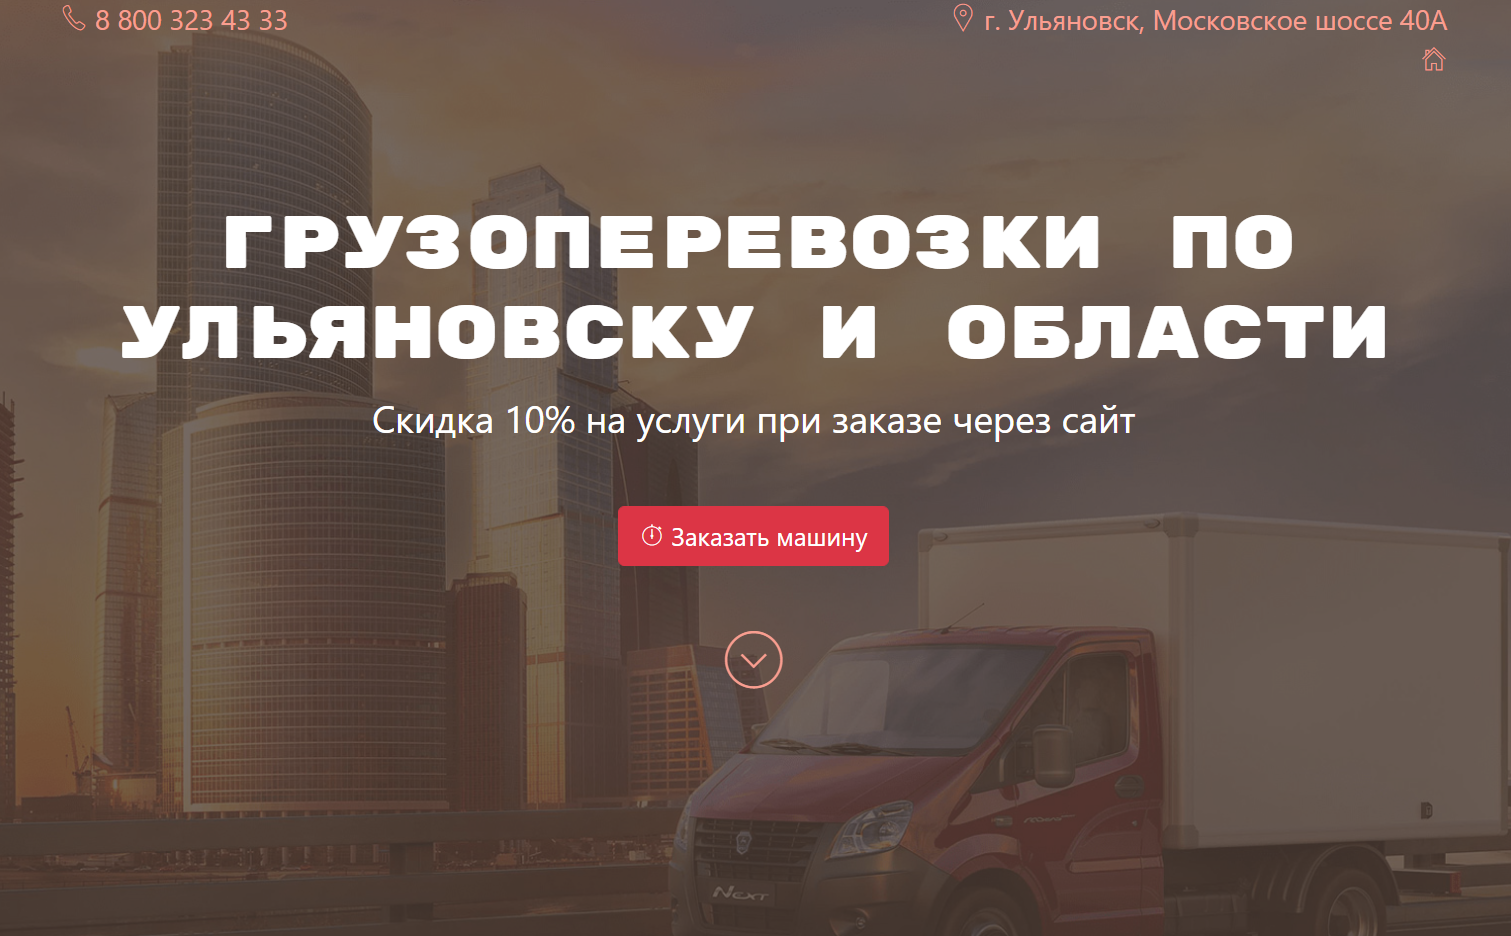 8 800 323 43 33
г. Ульяновск, Московское шоссе 40А
ГРУЗОПЕРЕВОЗКИ ПО
УЛЬЯНОВСКУ И ОБЛАСТИ
Скидка 10% на услуги при заказе через сайт
Заказать машину
NEXT